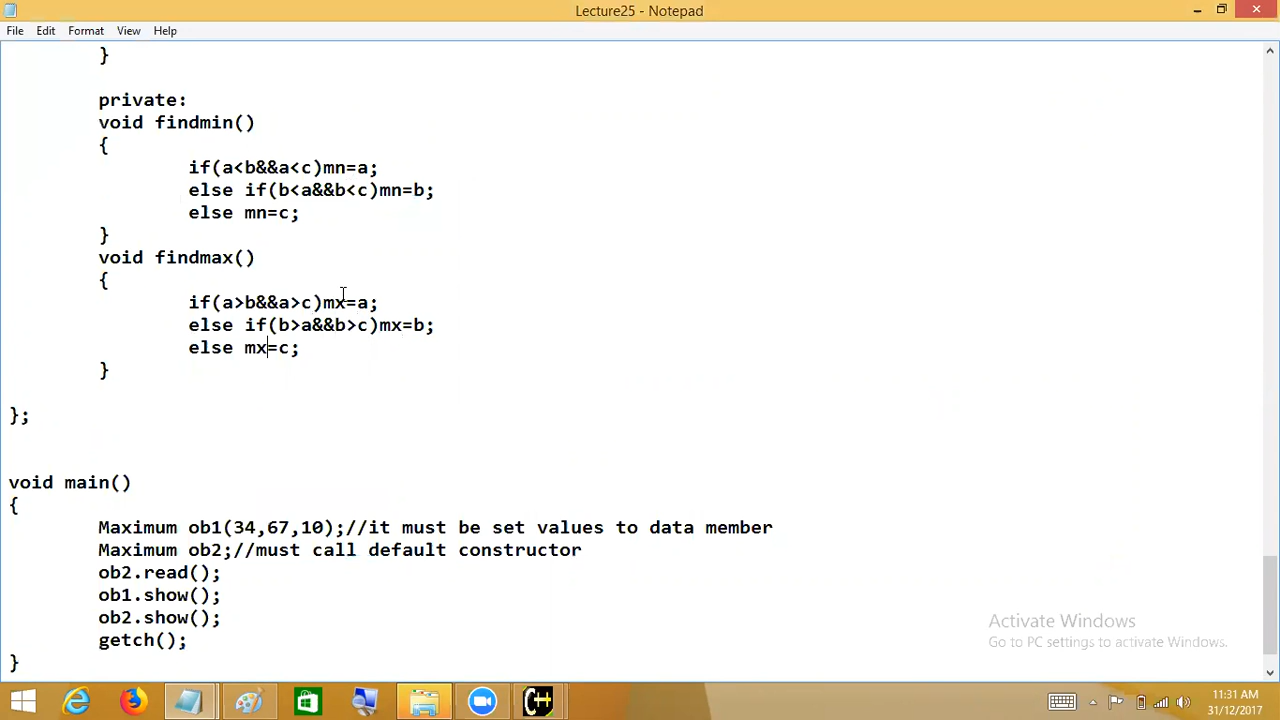 Lecture25 - Notepad
File Edit Format View Help
}
private:
void findmin()
{
if(a<b&&a<c)mn=a;
else if(b<a&&b<c)mn=b;
else mn=c;
}
void findmax()
{
if(a>b&&a>c)mx=a;
else if(b>a&&b>c)mx=b;
else mx=c;
}
};
void main()
{
Maximum ob1(34,67,10);//it must be set values to data member
Maximum ob2;//must call default constructor
ob2.read();
ob1.show();
ob2.show();
getch();
}
Activate Windows
Go to PC settings to activate Windows.
C++
11:31 AM
31/12/2017